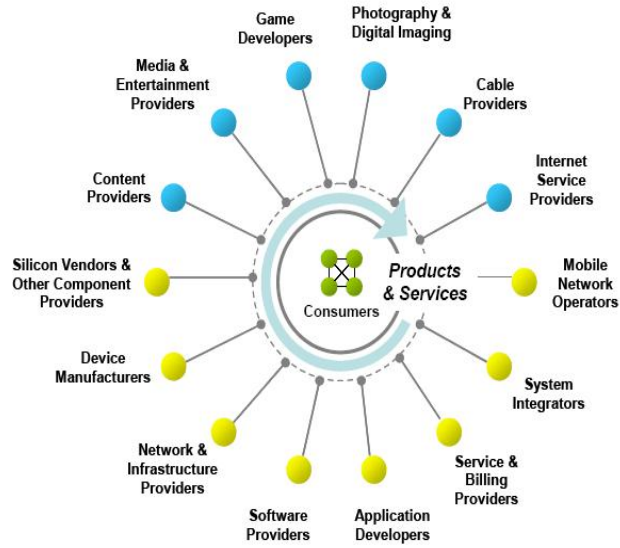 Game
Developers
Photography &
Digital Imaging
Media &
Entertainment
Providers
Cable
Providers
Content
Providers
Internet
Service
Providers
Silicon Vendors &
Other Component
Providers
Products
& Services
Consumers
Mobile
Network
Operators
Device
Manufacturers
System
Integrators
Network &
Infrastructure
Providers
Service &
Billing
Providers
Software
Providers
Application
Developers